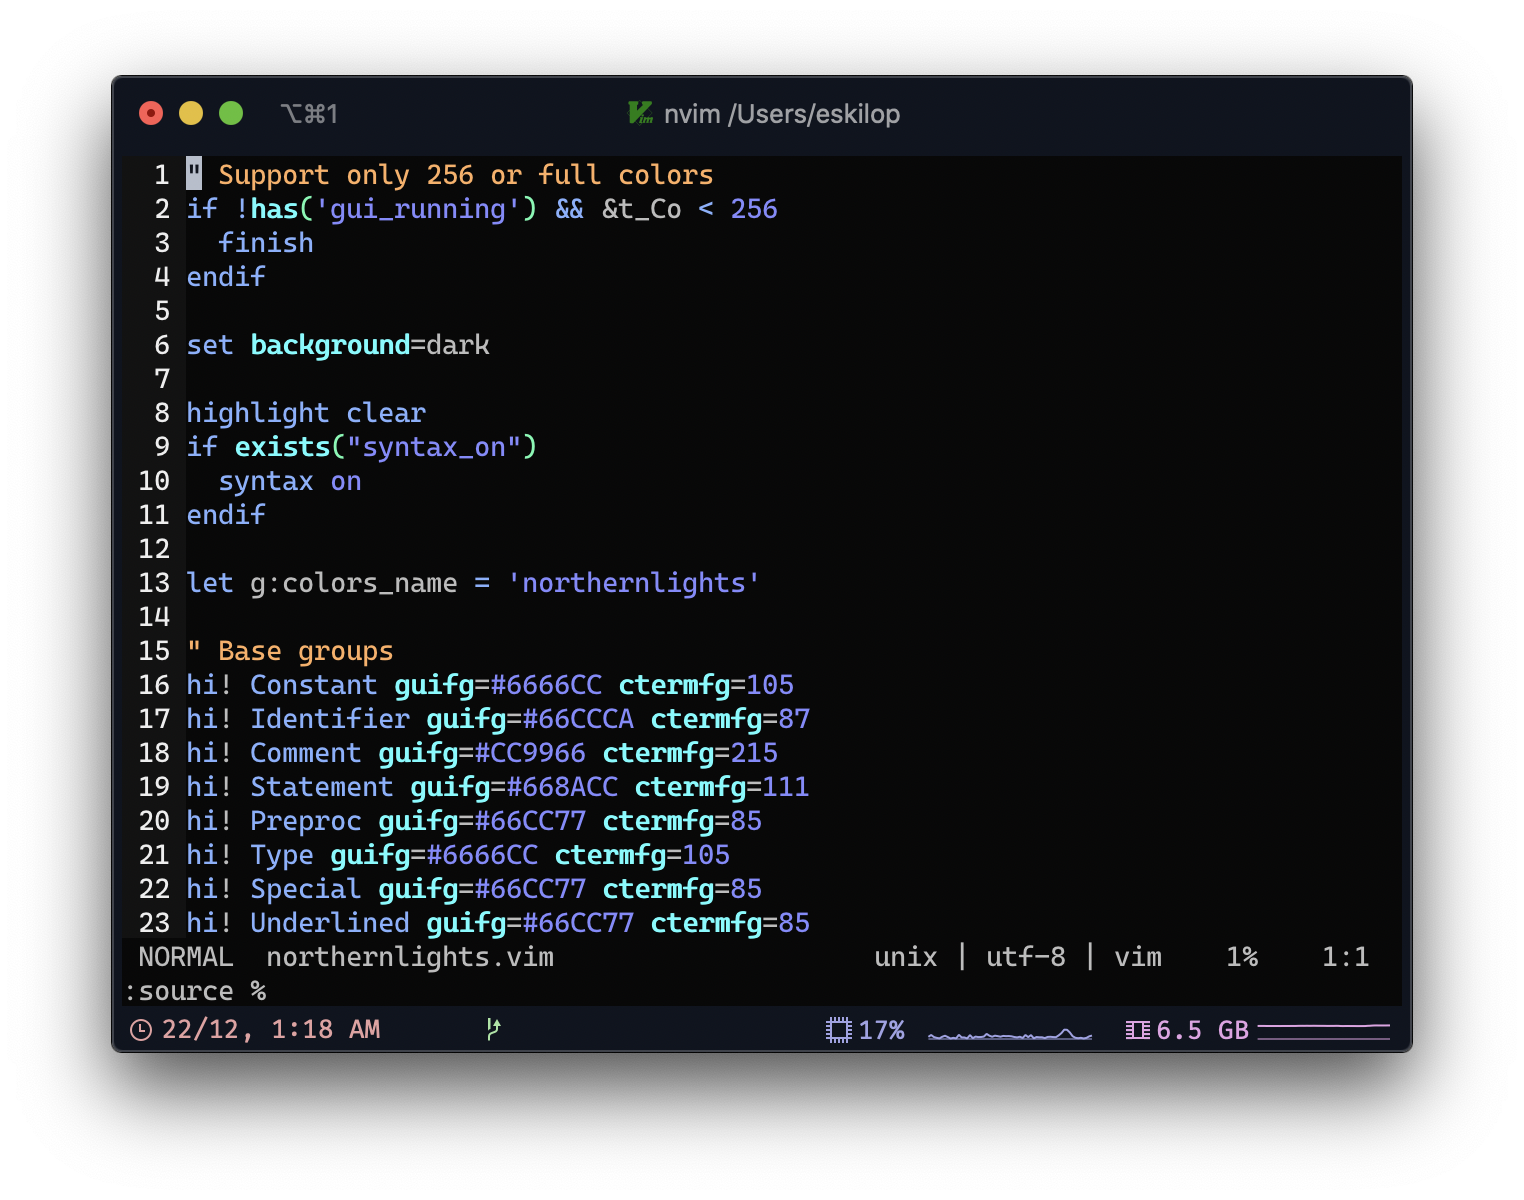 ⌥⌘1 Vim nvim /Users/eskilop
1 " Support only 256 or full colors
2 if !has('gui_running') && &t_Co < 256
3   finish
4 endif
5
6 set background=dark
7
8 highlight clear
9 if exists("syntax_on")
10   syntax on
11 endif
12
13 let g:colors_name = 'northernlights'
14
15 " Base groups
16 hi! Constant guifg=#6666CC ctermfg=105
17 hi! Identifier guifg=#66CCCA ctermfg=87
18 hi! Comment guifg=#CC9966 ctermfg=215
19 hi! Statement guifg=#668ACC ctermfg=111
20 hi! Preproc guifg=#66CC77 ctermfg=85
21 hi! Type guifg=#6666CC ctermfg=105
22 hi! Special guifg=#66CC77 ctermfg=85
23 hi! Underlined guifg=#66CC77 ctermfg=85
NORMAL  northernlights.vim unix | utf-8 | vim 1% 1:1
:source %
22/12, 1:18 AM 17% 6.5 GB